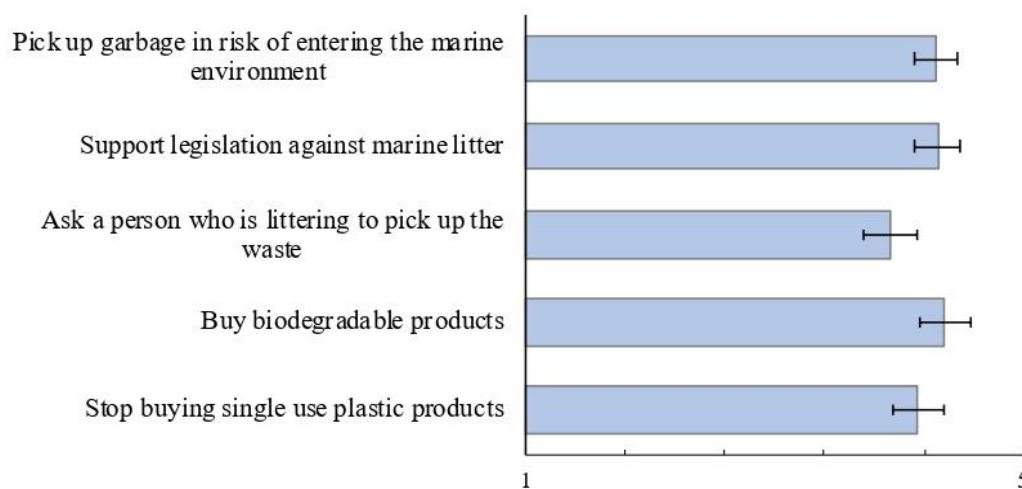 Pick up garbage in risk of entering the marine
environment
Support legislation against marine litter
Ask a person who is littering to pick up the
waste
Buy biodegradable products
Stop buying single use plastic products
1
5